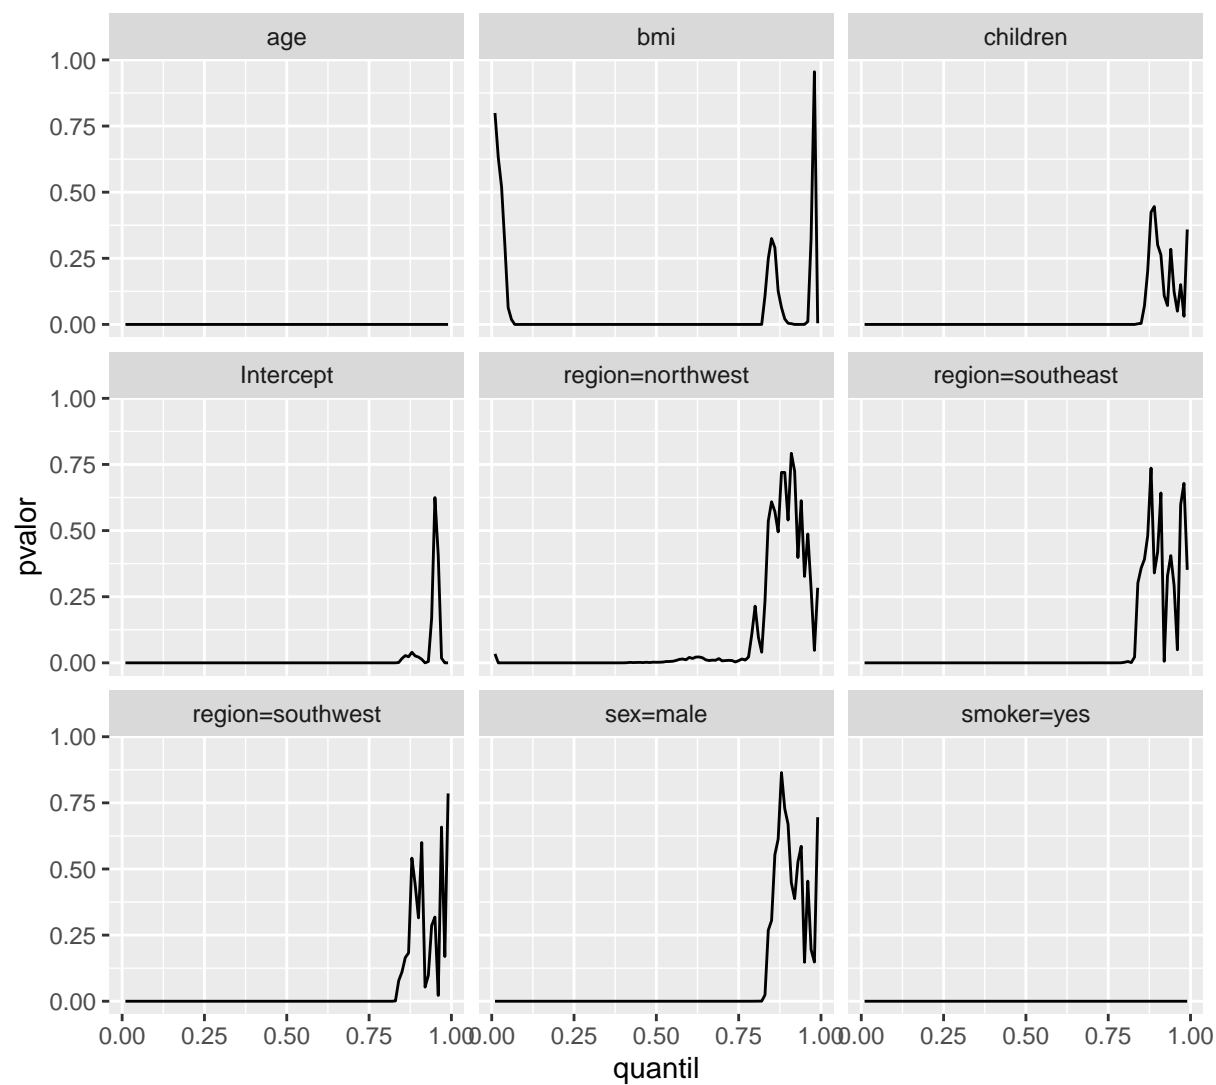 age bmi children
1.00
0.75
0.50
0.25
0.00
Intercept region=northwest region=southeast
1.00
0.75
0.50
0.25
0.00
region=southwest sex=male smoker=yes
1.00
0.75
0.50
0.25
0.00
0.00 0.25 0.50 0.75 1.00 0.00 0.25 0.50 0.75 1.00 0.00 0.25 0.50 0.75 1.00
quantil
pvalor